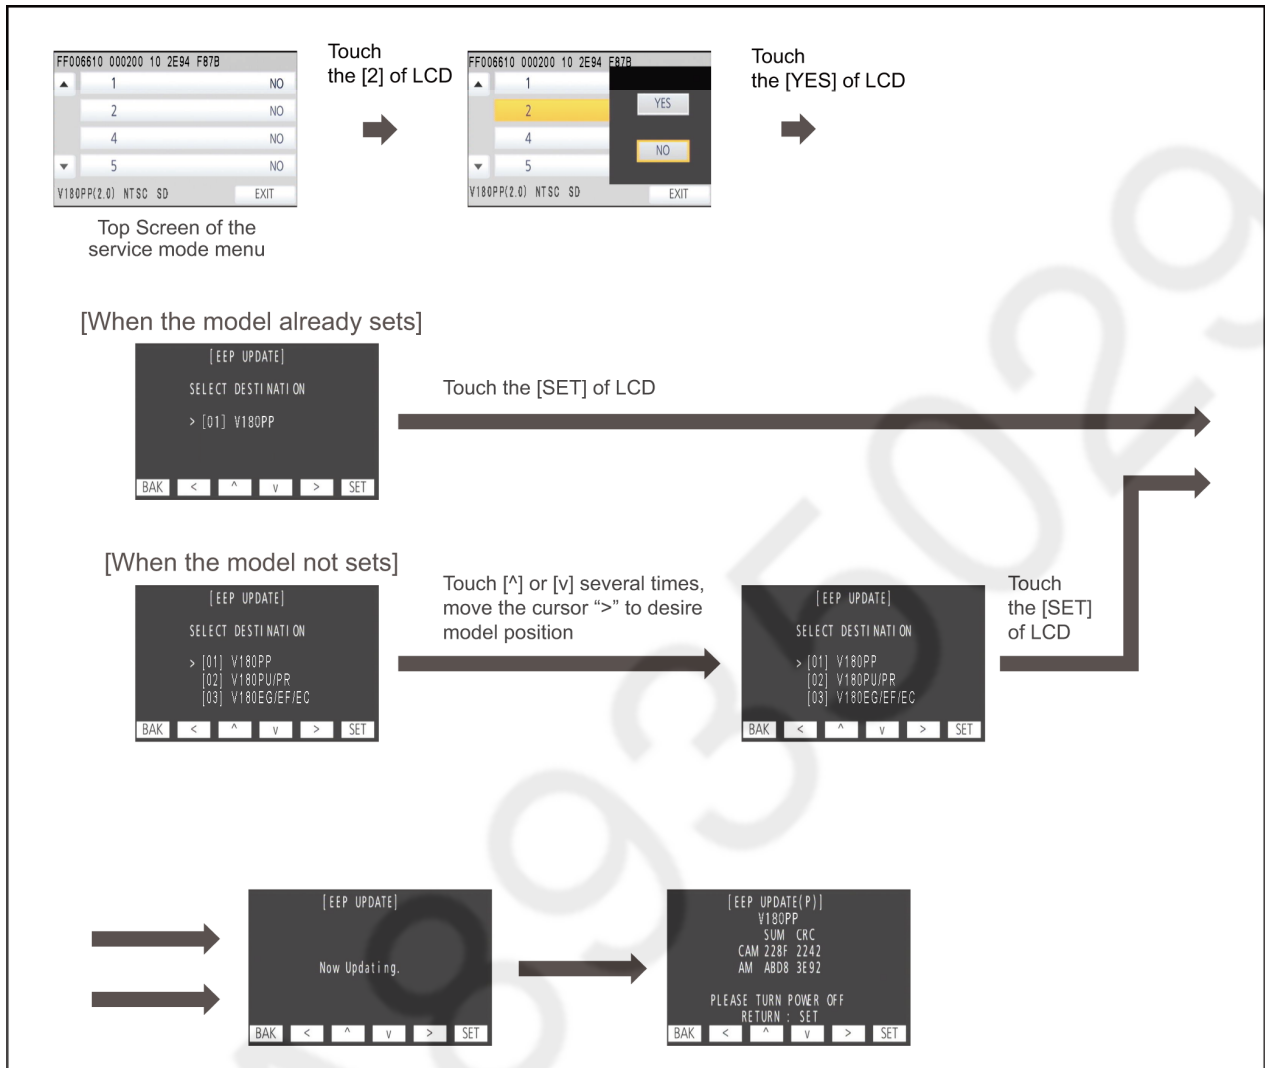 FF006610 000200 10 2E94 F87B
1 NO
2 NO
4 NO
5 NO
V180PP(2.0) NTSC SD EXIT
Top Screen of the
service mode menu
Touch
the [2] of LCD
FF006610 000200 10 2E94 F87B
1
2
4
5
YES
NO
V180PP(2.0) NTSC SD EXIT
Touch
the [YES] of LCD
[When the model already sets]
[EEP UPDATE]
SELECT DESTINATION
> [01] V180PP
BAK < ^ v > SET
Touch the [SET] of LCD
[When the model not sets]
[EEP UPDATE]
SELECT DESTINATION
> [01] V180PP
[02] V180PU/PR
[03] V180EG/EF/EC
BAK < ^ v > SET
Touch [^] or [v] several times,
move the cursor “>” to desire
model position
[EEP UPDATE]
SELECT DESTINATION
> [01] V180PP
[02] V180PU/PR
[03] V180EG/EF/EC
BAK < ^ v > SET
Touch
the [SET]
of LCD
[EEP UPDATE]
Now Updating.
BAK < ^ v > SET
[EEP UPDATE(P)]
V180PP
SUM CRC
CAM 228F 2242
AM ABD8 3E92
PLEASE TURN POWER OFF
RETURN : SET
BAK < ^ v > SET
8935029